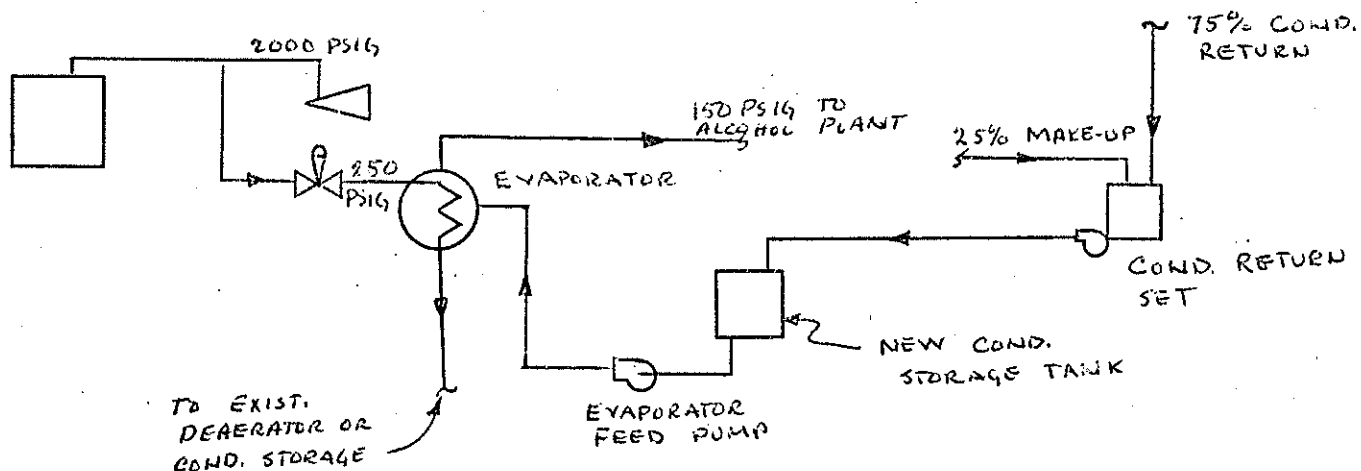 2000 PSIG
75% COND.
RETURN
150 PSIG TO
ALCOHOL PLANT
25% MAKE-UP
250
PSIG
EVAPORATOR
COND. RETURN
SET
NEW COND.
STORAGE TANK
EVAPORATOR
FEED PUMP
TO EXIST.
DEAERATOR OR
COND. STORAGE